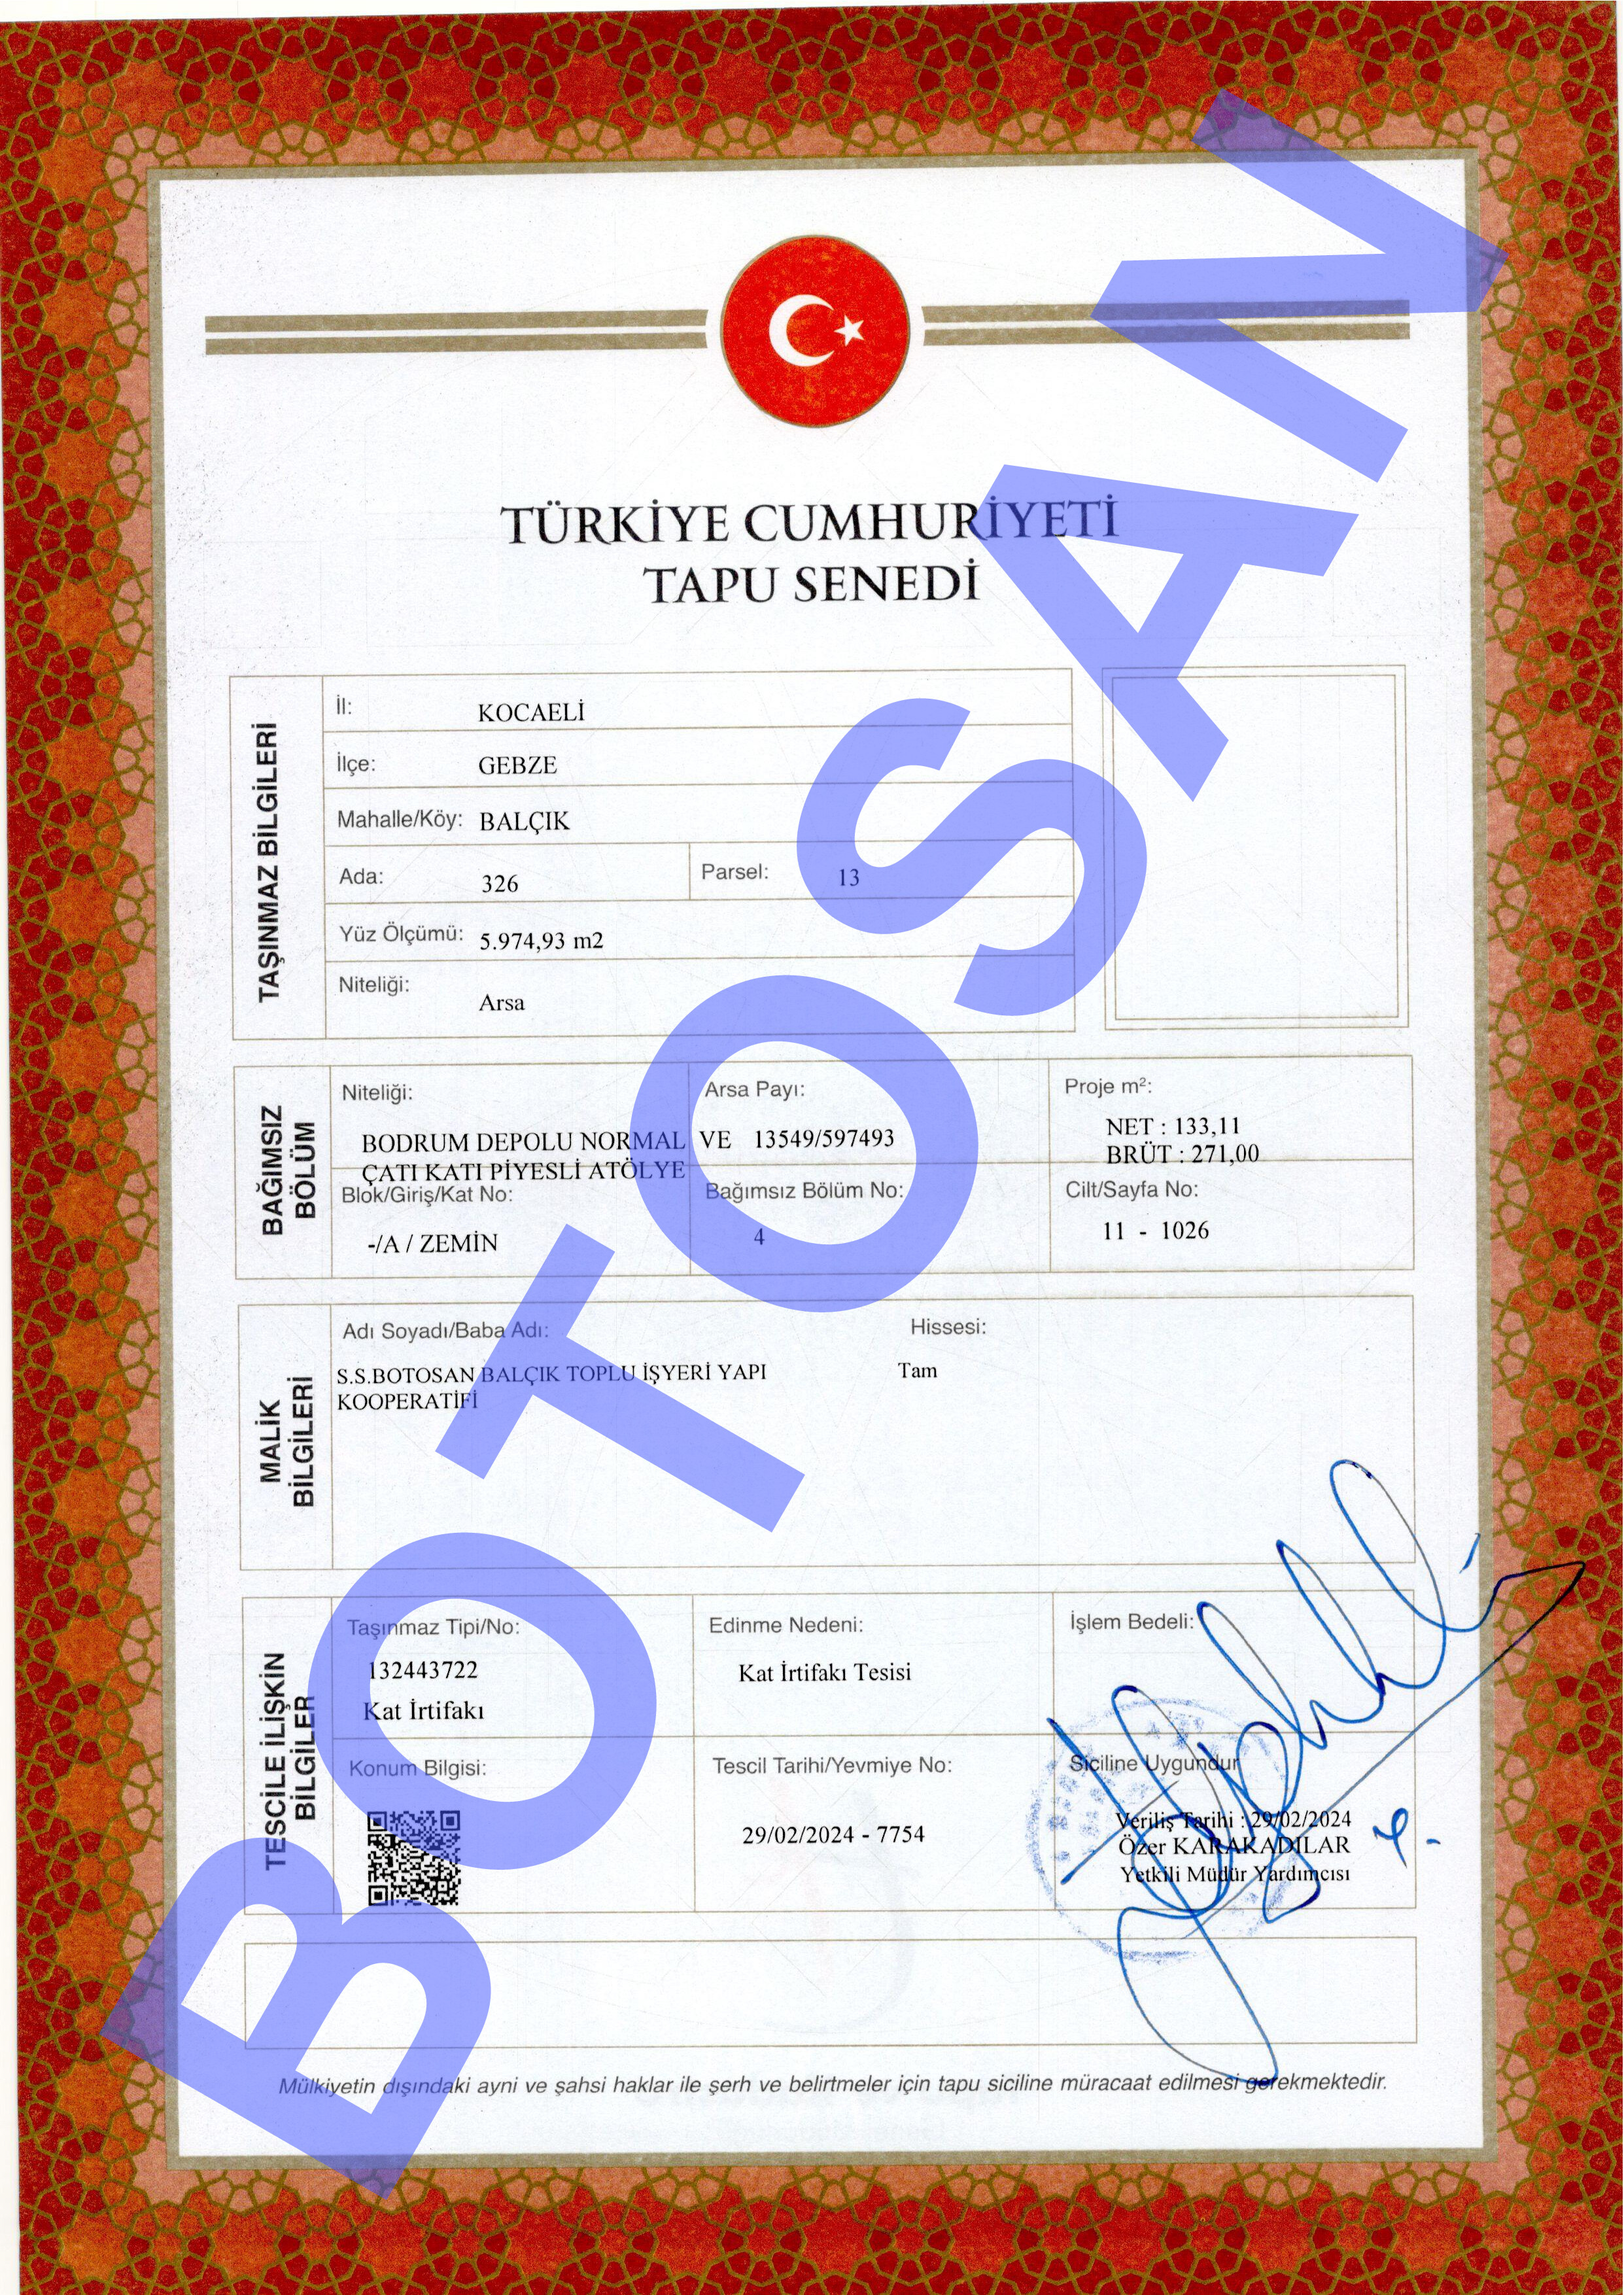 TÜRKİYE CUMHURİYETİ
TAPU SENEDİ
TAŞINMAZ BİLGİLERİ
İl: KOCAELİ
İlçe: GEBZE
Mahalle/Köy: BALÇIK
Ada: 326 Parsel: 13
Yüz Ölçümü: 5.974,93 m2
Niteliği: Arsa
BAĞIMSIZ
BÖLÜM
Niteliği: Arsa Payı: Proje m²:
BODRUM DEPOLU NORMAL VE 13549/597493 NET : 133,11
ÇATI KATI PİYESLİ ATÖLYE BRÜT : 271,00
Blok/Giriş/Kat No: Bağımsız Bölüm No: Cilt/Sayfa No:
-/A / ZEMİN 4 11 - 1026
MALİK
BİLGİLERİ
Adı Soyadı/Baba Adı: Hissesi:
S.S.BOTOSAN BALÇIK TOPLU İŞYERİ YAPI Tam
KOOPERATİFİ
TESCİLE İLİŞKİN
BİLGİLER
Taşınmaz Tipi/No: Edinme Nedeni: İşlem Bedeli:
132443722 Kat İrtifakı Tesisi
Kat İrtifakı
Konum Bilgisi: Tescil Tarihi/Yevmiye No: Siciline Uygundur
29/02/2024 - 7754 Veriliş Tarihi : 29/02/2024
Özer KARAKADILAR
Yetkili Müdür Yardımcısı
Mülkiyetin dışındaki ayni ve şahsi haklar ile şerh ve belirtmeler için tapu siciline müracaat edilmesi gerekmektedir.
BOTOSAN